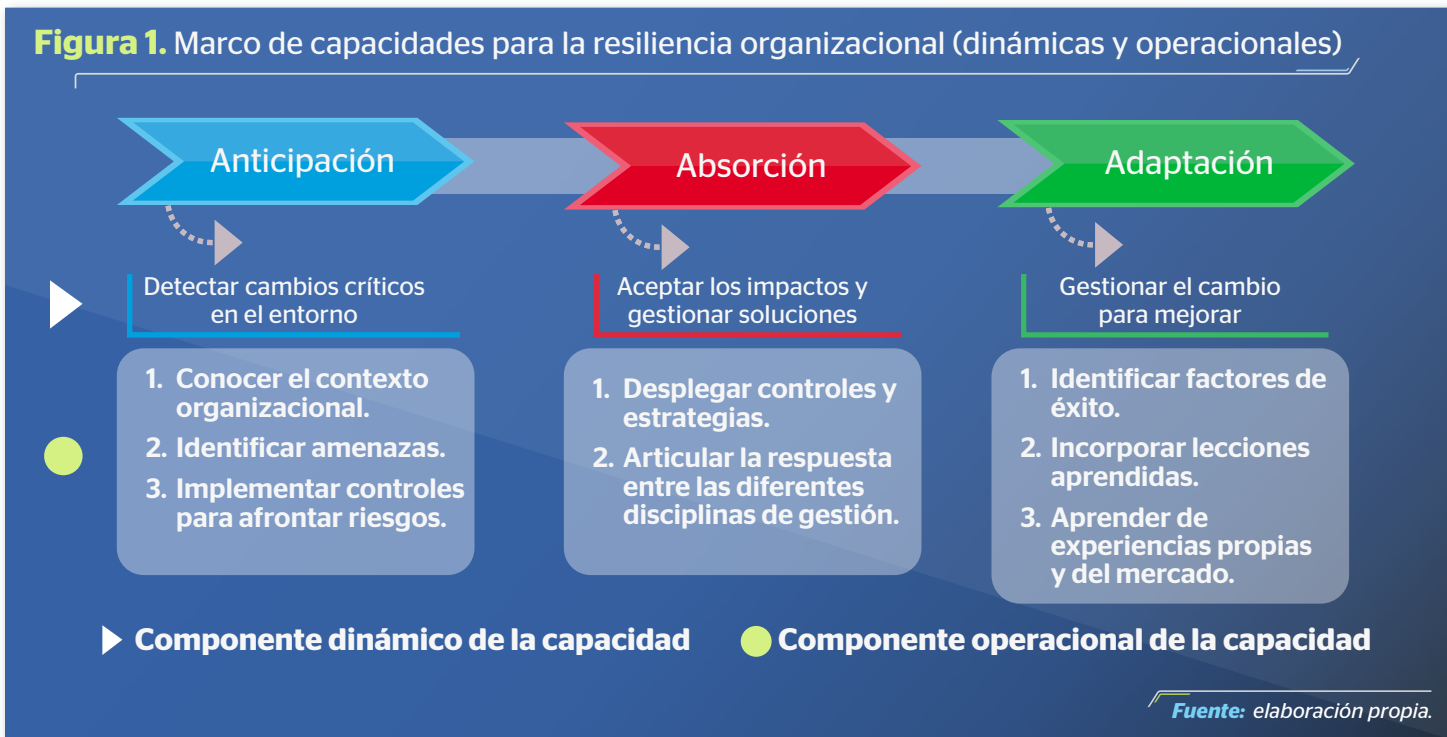 Figura 1. Marco de capacidades para la resiliencia organizacional (dinámicas y operacionales)
Anticipación
Absorción
Adaptación
Detectar cambios críticos
en el entorno
Aceptar los impactos y
gestionar soluciones
Gestionar el cambio
para mejorar
1. Conocer el contexto
organizacional.
2. Identificar amenazas.
3. Implementar controles
para afrontar riesgos.
1. Desplegar controles y
estrategias.
2. Articular la respuesta
entre las diferentes
disciplinas de gestión.
1. Identificar factores de
éxito.
2. Incorporar lecciones
aprendidas.
3. Aprender de
experiencias propias
y del mercado.
Componente dinámico de la capacidad
Componente operacional de la capacidad
Fuente: elaboración propia.